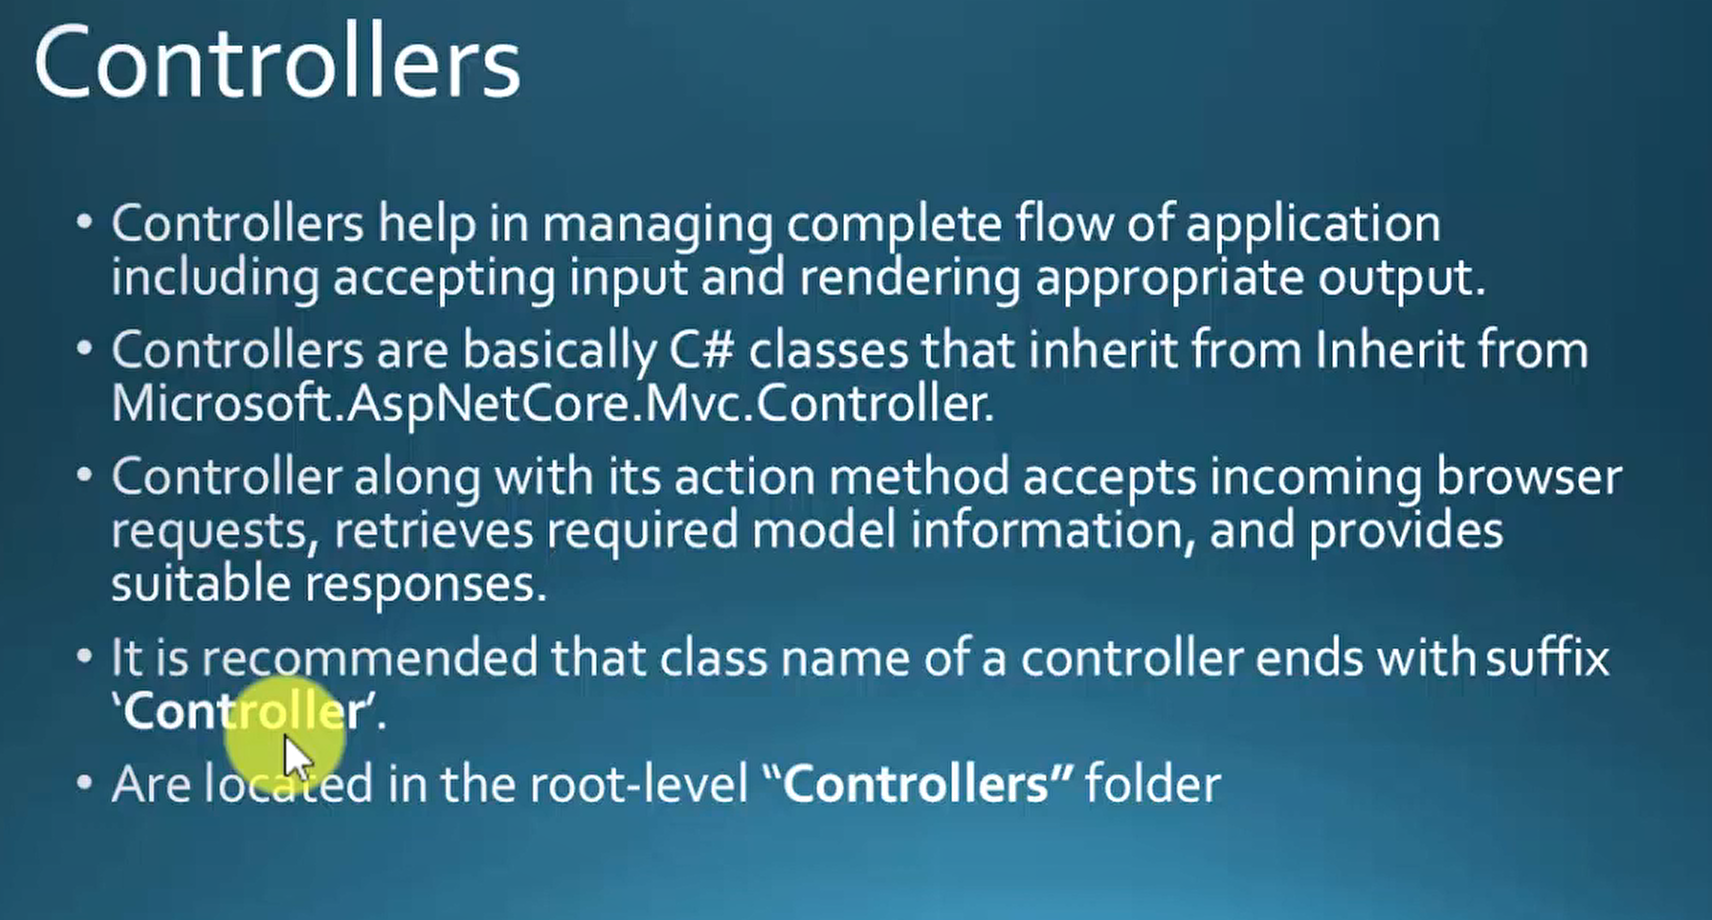 Controllers
• Controllers help in managing complete flow of application
including accepting input and rendering appropriate output.
• Controllers are basically C# classes that inherit from Inherit from
Microsoft.AspNetCore.Mvc.Controller.
• Controller along with its action method accepts incoming browser
requests, retrieves required model information, and provides
suitable responses.
• It is recommended that class name of a controller ends with suffix
‘Controller’.
• Are located in the root-level “Controllers” folder